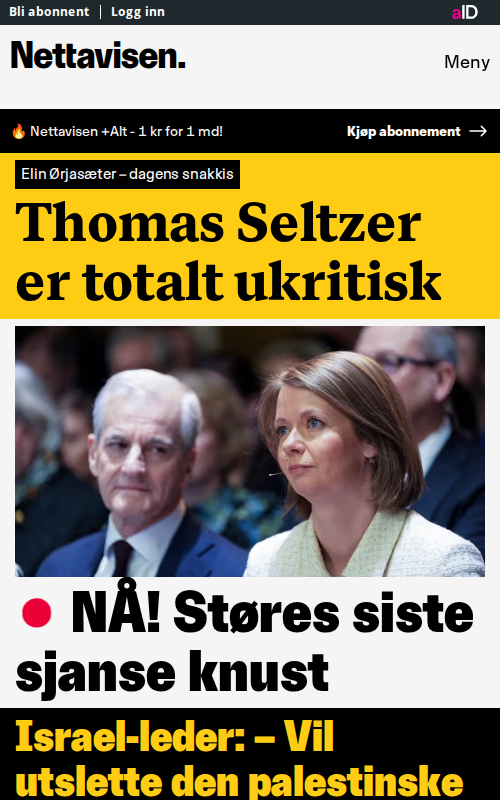 Bli abonnent | Logg inn
aID
Nettavisen.
Meny
🔥 Nettavisen +Alt - 1 kr for 1 md!
Kjøp abonnement →
Elin Ørjasæter – dagens snakkis
Thomas Seltzer
er totalt ukritisk
NÅ! Støres siste
sjanse knust
Israel-leder: – Vil
utslette den palestinske